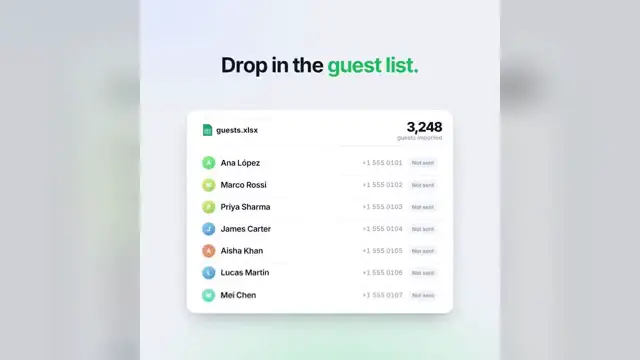 Drop in the guest list.
guests.xlsx
3,248
guests imported
A Ana López +1 555 0101 Not sent
M Marco Rossi +1 555 0102 Not sent
P Priya Sharma +1 555 0103 Not sent
J James Carter +1 555 0104 Not sent
A Aisha Khan +1 555 0105 Not sent
L Lucas Martin +1 555 0106 Not sent
M Mei Chen +1 555 0107 Not sent